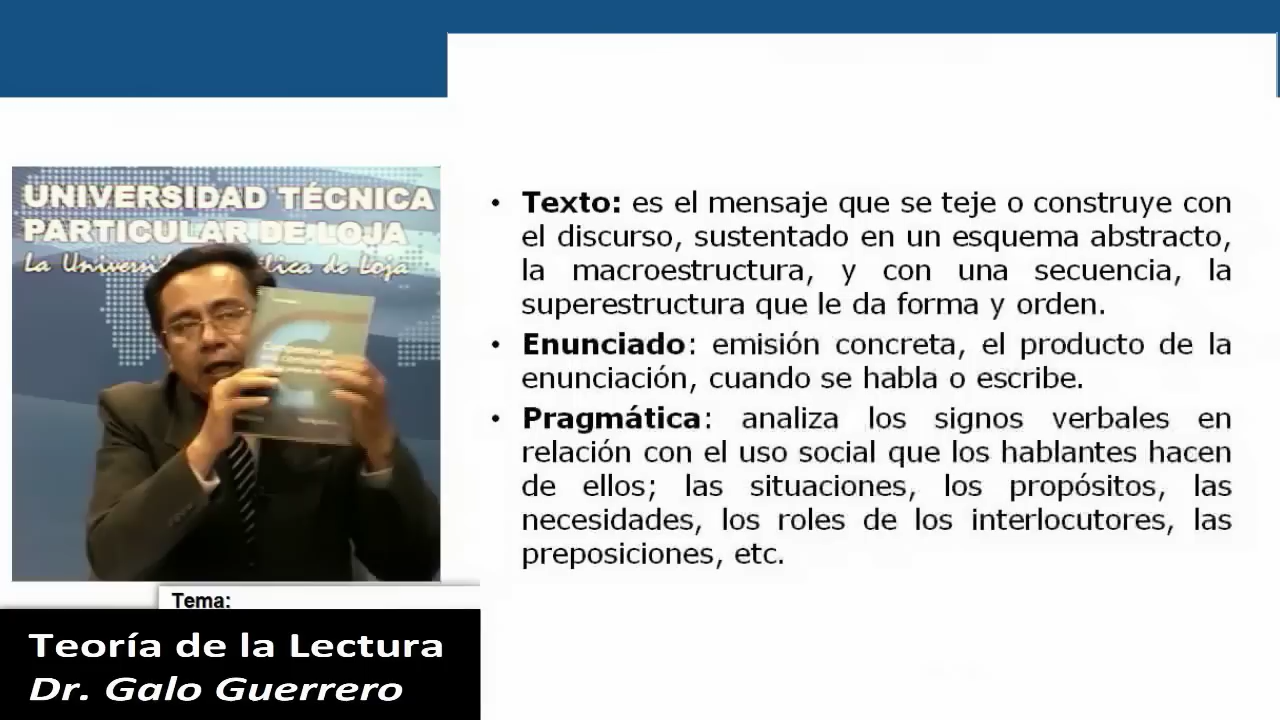 UNIVERSIDAD TÉCNICA
PARTICULAR DE LOJA
La Universidad Católica de Loja
• Texto: es el mensaje que se teje o construye con
el discurso, sustentado en un esquema abstracto,
la macroestructura, y con una secuencia, la
superestructura que le da forma y orden.
• Enunciado: emisión concreta, el producto de la
enunciación, cuando se habla o escribe.
• Pragmática: analiza los signos verbales en
relación con el uso social que los hablantes hacen
de ellos; las situaciones, los propósitos, las
necesidades, los roles de los interlocutores, las
preposiciones, etc.
Tema:
Teoría de la Lectura
Dr. Galo Guerrero